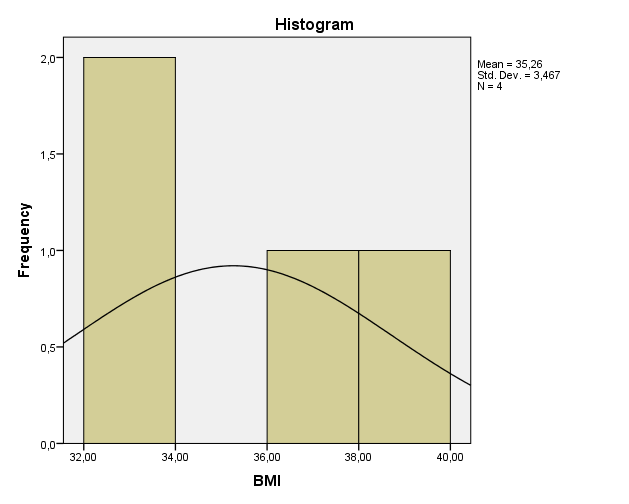 Histogram
Mean = 35,26
Std. Dev. = 3,467
N = 4
2,0
1,5
1,0
0,5
0,0
Frequency
32,00 34,00 36,00 38,00 40,00
BMI